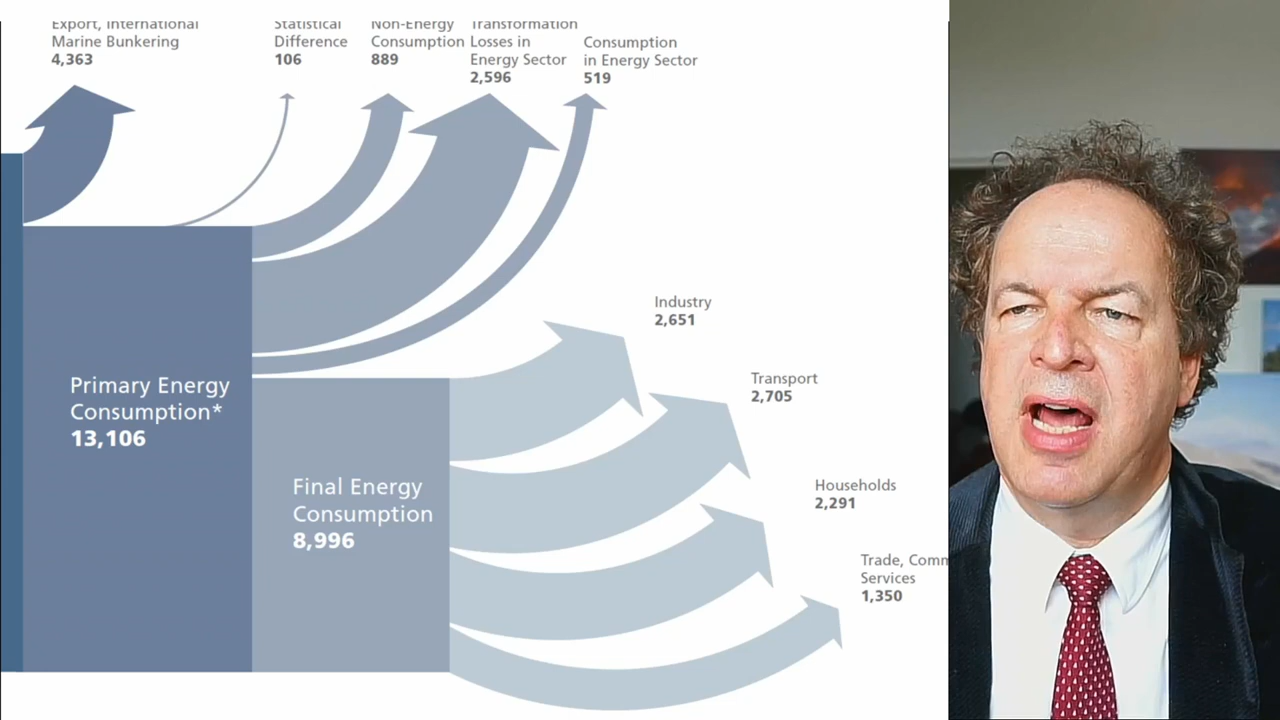 Export, International
Marine Bunkering
4,363
Statistical
Difference
106
Non-Energy
Consumption
889
Transformation
Losses in
Energy Sector
2,596
Consumption
in Energy Sector
519
Industry
2,651
Transport
2,705
Primary Energy
Consumption*
13,106
Final Energy
Consumption
8,996
Households
2,291
Trade, Comm
Services
1,350